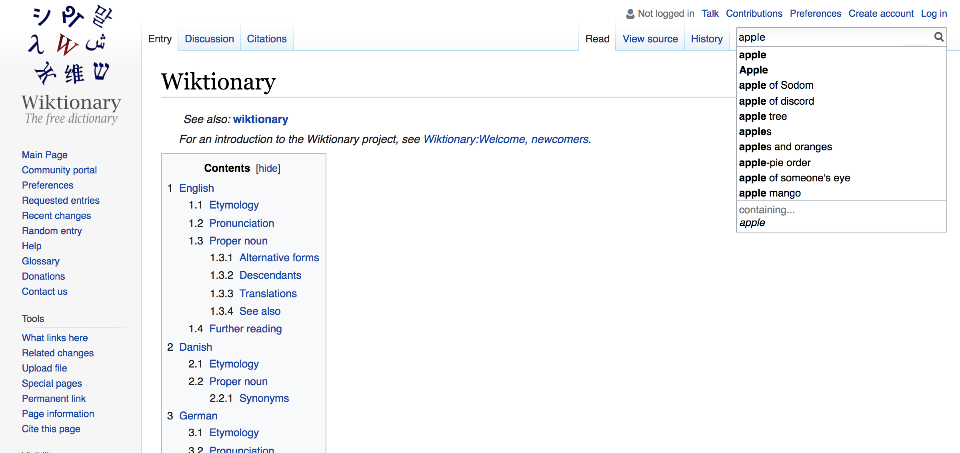 Not logged in Talk Contributions Preferences Create account Log in
Entry Discussion Citations Read View source History
apple
apple
Apple
apple of Sodom
apple of discord
apple tree
apples
apples and oranges
apple-pie order
apple of someone's eye
apple mango
containing...
apple
シ

말
λ
W
ش
维
ש
Wiktionary
The free dictionary
Main Page
Community portal
Preferences
Requested entries
Recent changes
Random entry
Help
Glossary
Donations
Contact us
Tools
What links here
Related changes
Upload file
Special pages
Permanent link
Page information
Cite this page
Wiktionary
See also: wiktionary
For an introduction to the Wiktionary project, see Wiktionary:Welcome, newcomers.
Contents [hide]
1 English
1.1 Etymology
1.2 Pronunciation
1.3 Proper noun
1.3.1 Alternative forms
1.3.2 Descendants
1.3.3 Translations
1.3.4 See also
1.4 Further reading
2 Danish
2.1 Etymology
2.2 Proper noun
2.2.1 Synonyms
3 German
3.1 Etymology
3.2 Pronunciation